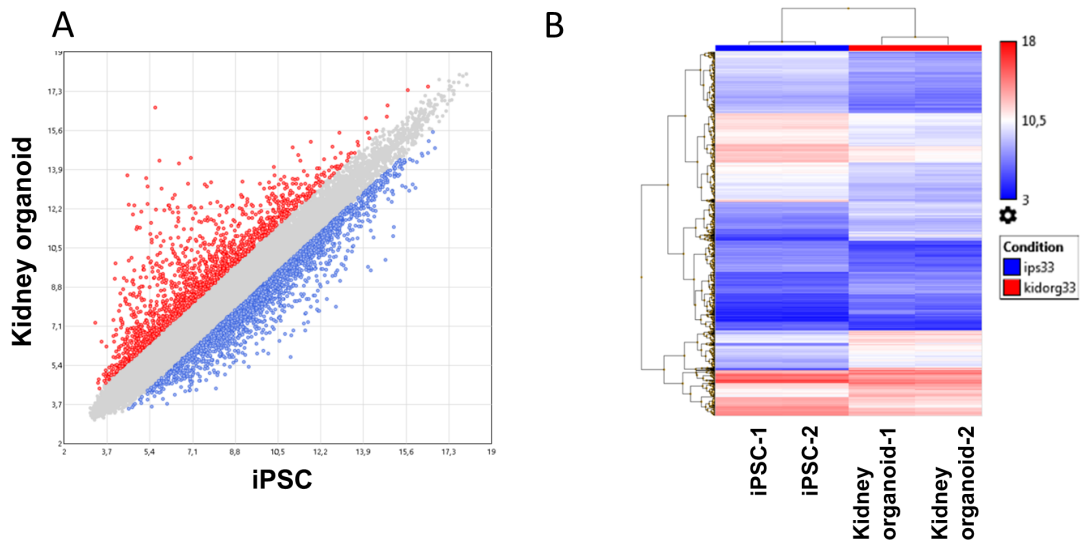 A
B
19
17,3
15,6
13,9
12,2
10,5
8,8
7,1
5,4
3,7
2
Kidney organoid
2 3,7 5,4 7,1 8,8 10,5 12,2 13,9 15,6 17,3 19
iPSC
18
10,5
3
Condition
ips33
kidorg33
iPSC-1
iPSC-2
Kidney
organoid-1
Kidney
organoid-2